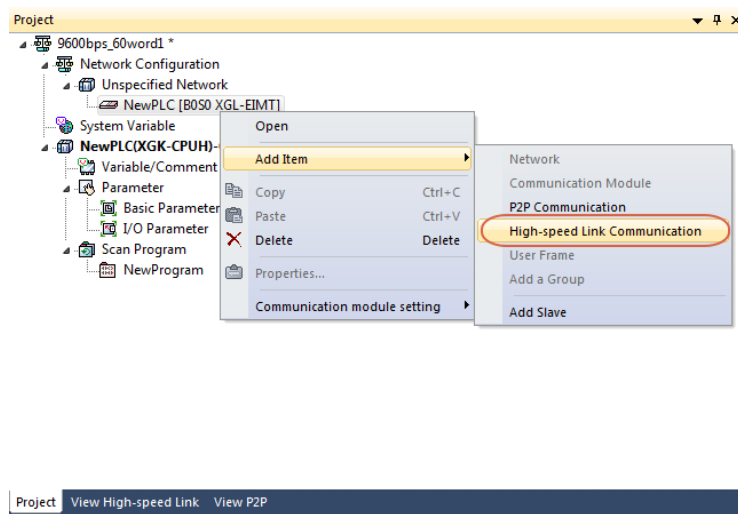 Project
9600bps_60word1 *
Network Configuration
Unspecified Network
NewPLC [B0S0 XGL-EIMT]
System Variable
NewPLC(XGK-CPUH)-
Variable/Comment
Parameter
Basic Parameter
I/O Parameter
Scan Program
NewProgram
Open
Add Item
Copy Ctrl+C
Paste Ctrl+V
Delete Delete
Properties...
Communication module setting
Network
Communication Module
P2P Communication
High-speed Link Communication
User Frame
Add a Group
Add Slave
Project View High-speed Link View P2P